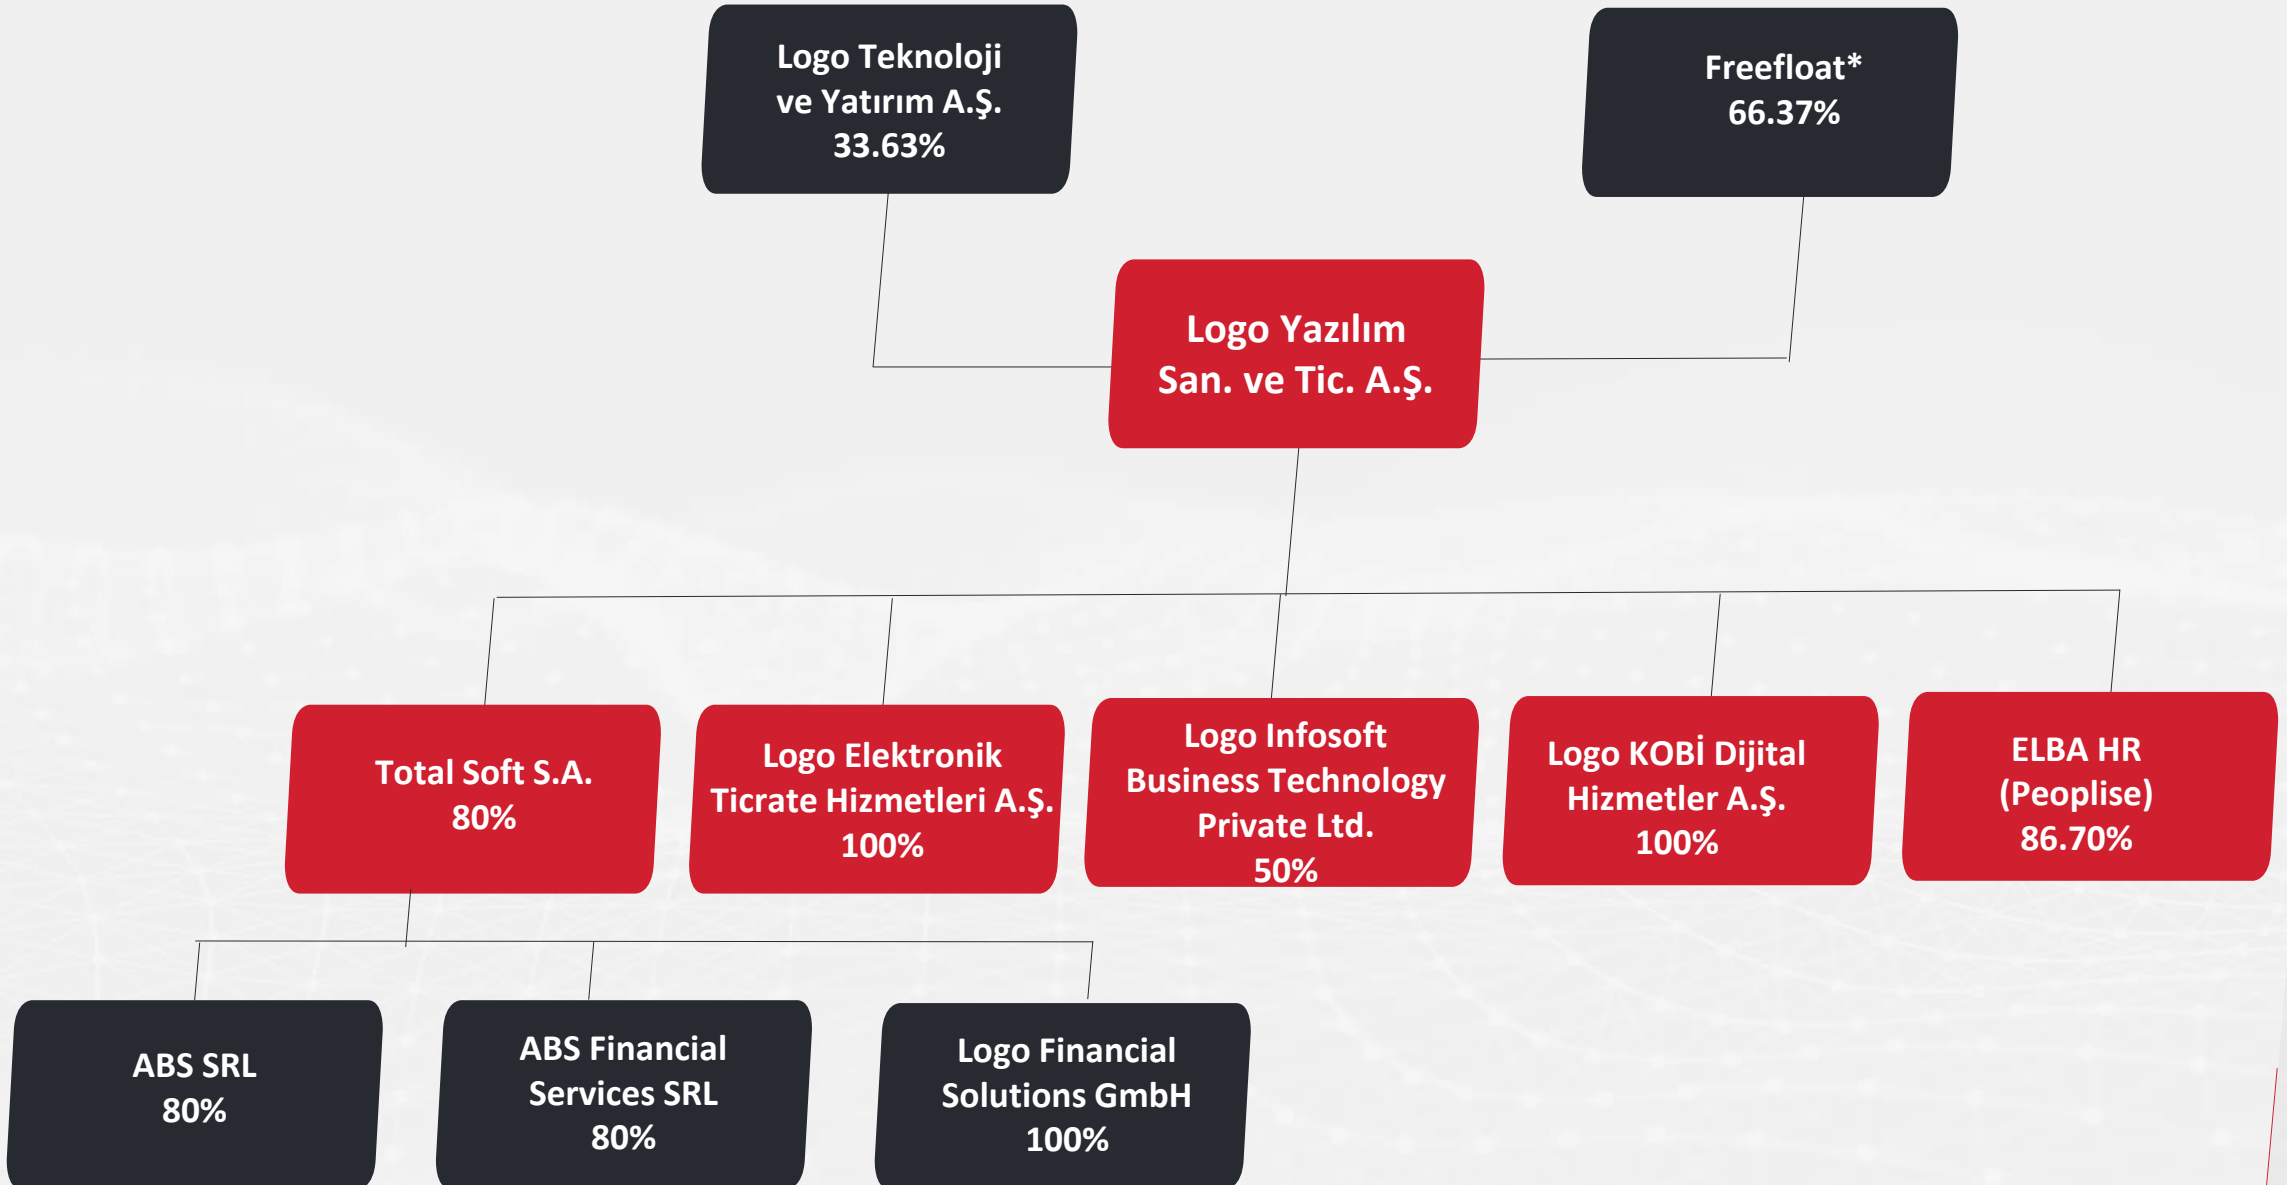 Logo Teknoloji
ve Yatırım A.Ş.
33.63%
Freefloat*
66.37%
Logo Yazılım
San. ve Tic. A.Ş.
Total Soft S.A.
80%
Logo Elektronik
Ticrate Hizmetleri A.Ş.
100%
Logo Infosoft
Business Technology
Private Ltd.
50%
Logo KOBİ Dijital
Hizmetler A.Ş.
100%
ELBA HR
(Peoplise)
86.70%
ABS SRL
80%
ABS Financial
Services SRL
80%
Logo Financial
Solutions GmbH
100%